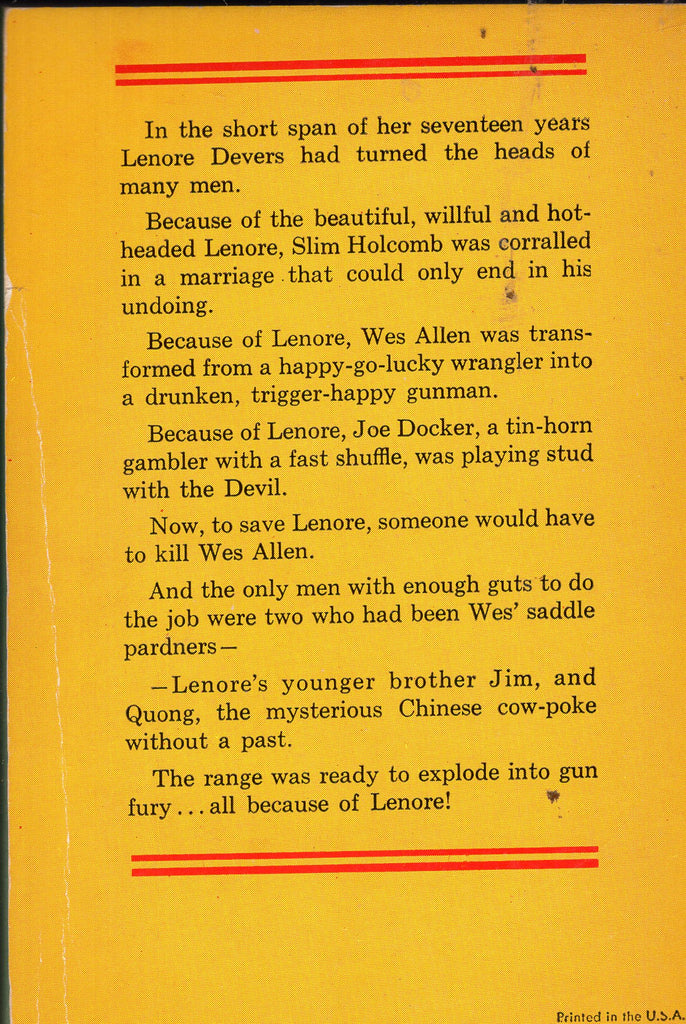 In the short span of her seventeen years
Lenore Devers had turned the heads of
many men.
Because of the beautiful, willful and hot-
headed Lenore, Slim Holcomb was corralled
in a marriage that could only end in his
undoing.
Because of Lenore, Wes Allen was trans-
formed from a happy-go-lucky wrangler into
a drunken, trigger-happy gunman.
Because of Lenore, Joe Docker, a tin-horn
gambler with a fast shuffle, was playing stud
with the Devil.
Now, to save Lenore, someone would have
to kill Wes Allen.
And the only men with enough guts to do
the job were two who had been Wes' saddle
pardners—
—Lenore's younger brother Jim, and
Quong, the mysterious Chinese cow-poke
without a past.
The range was ready to explode into gun
fury...all because of Lenore!
Printed in the U.S.A.